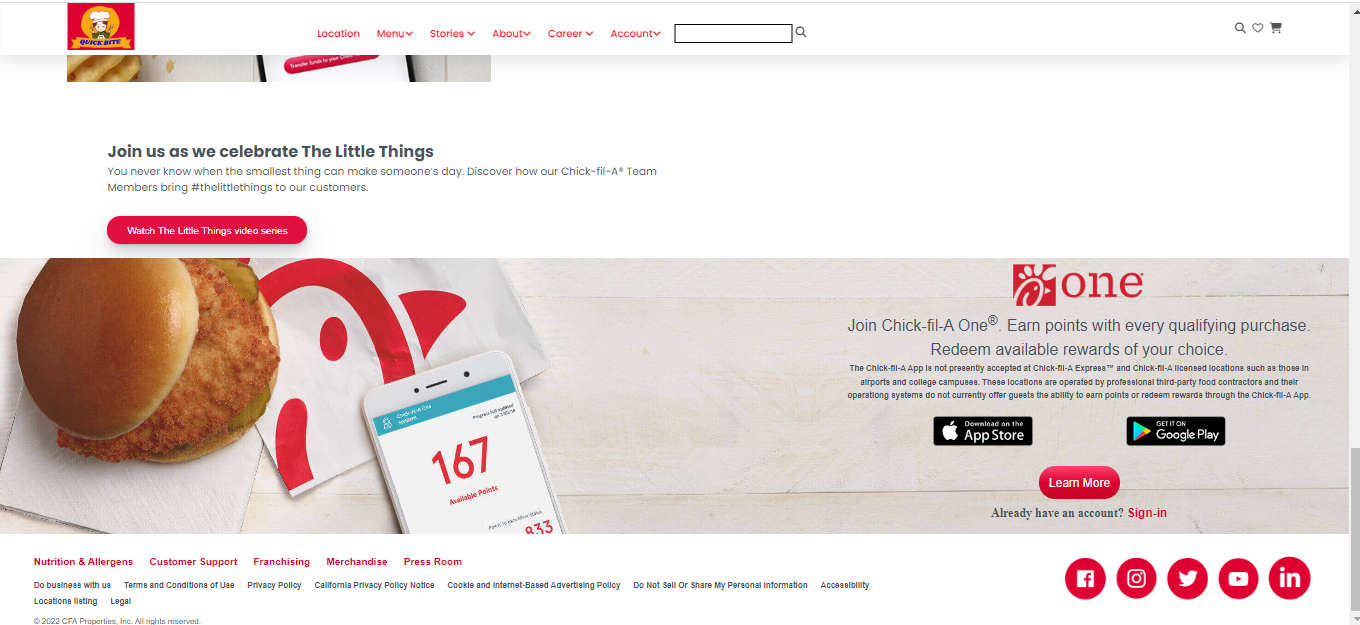 QUICK BITE
Location Menu Stories About Career Account
Transfer funds to your Chick
Join us as we celebrate The Little Things
You never know when the smallest thing can make someone's day. Discover how our Chick-fil-A® Team
Members bring #thelittlethings to our customers.
Watch The Little Things video series
one
Join Chick-fil-A One®. Earn points with every qualifying purchase.
Redeem available rewards of your choice.
The Chick-fil-A App is not presently accepted at Chick-fil-A Express™ and Chick-fil-A licensed locations such as those in
airports and college campuses. These locations are operated by professional third-party food contractors and their
operating systems do not currently offer guests the ability to earn points or redeem rewards through the Chick-fil-A App.
Download on the
App Store
GET IT ON
Google Play
Learn More
Already have an account? Sign-in
Chick-fil-A One
167
Available Points
833
Nutrition & Allergens Customer Support Franchising Merchandise Press Room
Do business with us Terms and Conditions of Use Privacy Policy California Privacy Policy Notice Cookie and Internet-Based Advertising Policy Do Not Sell Or Share My Personal Information Accessibility
Locations listing Legal
© 2022 CFA Properties, Inc. All rights reserved.